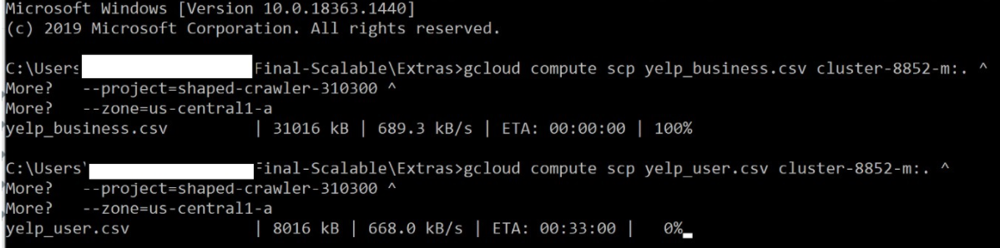 Microsoft Windows [Version 10.0.18363.1440]
(c) 2019 Microsoft Corporation. All rights reserved.
C:\Users Final-Scalable\Extras>gcloud compute scp yelp_business.csv cluster-8852-m:. ^
More? --project=shaped-crawler-310300 ^
More? --zone=us-central1-a
yelp_business.csv | 31016 kB | 689.3 kB/s | ETA: 00:00:00 | 100%
C:\Users\ Final-Scalable\Extras>gcloud compute scp yelp_user.csv cluster-8852-m:. ^
More? --project=shaped-crawler-310300 ^
More? --zone=us-central1-a
yelp_user.csv | 8016 kB | 668.0 kB/s | ETA: 00:33:00 | 0%